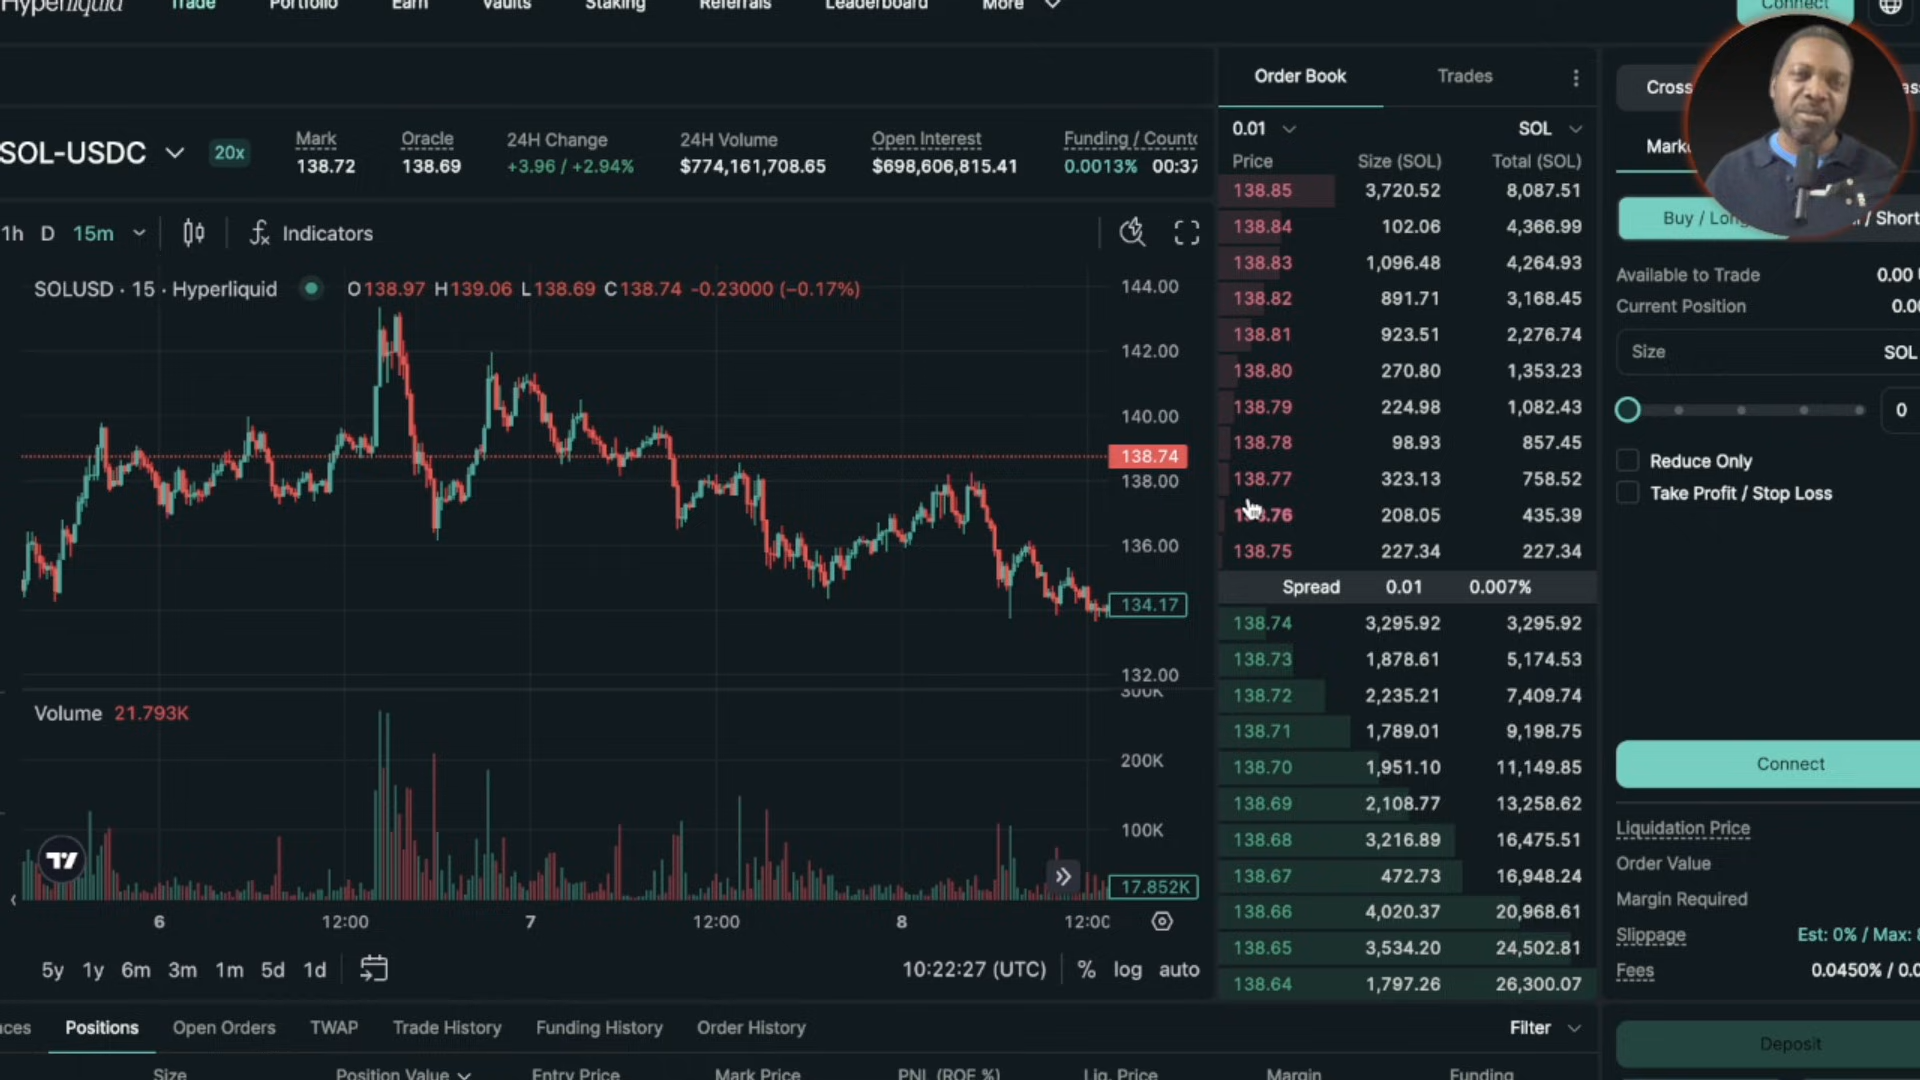 Hyperliquid Trade Portfolio Earn Vaults Staking Referrals Leaderboard More Connect
Order Book Trades
Cross
SOL-USDC 20x
Mark Oracle 24H Change 24H Volume Open Interest Funding /
138.72 138.69 +3.96 / +2.94% $774,161,708.65 $698,606,815.41 0.0013% 00:37
0.01 SOL
Price Size (SOL) Total (SOL)
1h D 15m Indicators
Buy / Long / Short
SOLUSD · 15 · Hyperliquid O138.97 H139.06 L138.69 C138.74 -0.23000 (−0.17%)
144.00
142.00
140.00
138.74
138.00
136.00
134.17
132.00
138.85 3,720.52 8,087.51
138.84 102.06 4,366.99
138.83 1,096.48 4,264.93
138.82 891.71 3,168.45
138.81 923.51 2,276.74
138.80 270.80 1,353.23
138.79 224.98 1,082.43
138.78 98.93 857.45
138.77 323.13 758.52
208.05 435.39
138.75 227.34 227.34
Spread 0.01 0.007%
138.74 3,295.92 3,295.92
138.73 1,878.61 5,174.53
138.72 2,235.21 7,409.74
138.71 1,789.01 9,198.75
138.70 1,951.10 11,149.85
138.69 2,108.77 13,258.62
138.68 3,216.89 16,475.51
138.67 472.73 16,948.24
138.66 4,020.37 20,968.61
138.65 3,534.20 24,502.81
138.64 1,797.26 26,300.07
Available to Trade 0.00
Current Position
Size SOL
0
Reduce Only
Take Profit / Stop Loss
Connect
Liquidation Price
Order Value
Margin Required
Slippage Est: 0% / Max:
Fees 0.0450% /
Deposit
Volume 21.793K
300K
200K
100K
17.852K
6 12:00 7 12:00 8 12:00
5y 1y 6m 3m 1m 5d 1d 10:22:27 (UTC) % log auto
Positions Open Orders TWAP Trade History Funding History Order History Filter
Size Position Value Entry Price Mark Price PNL (ROE %) Liq. Price Margin Funding